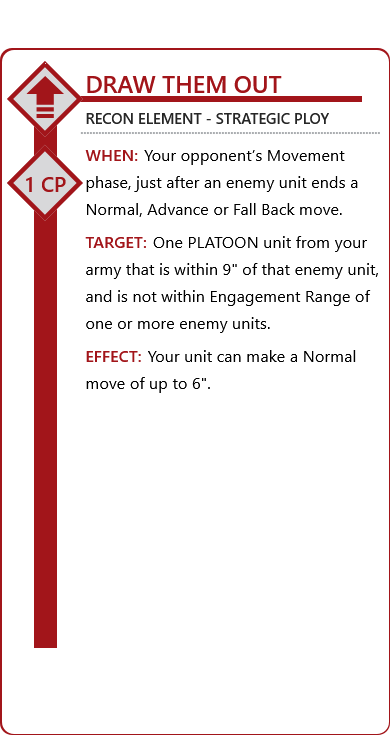 DRAW THEM OUT
RECON ELEMENT - STRATEGIC PLOY
WHEN: Your opponent's Movement
phase, just after an enemy unit ends a
Normal, Advance or Fall Back move.
1 CP
TARGET: One PLATOON unit from your
army that is within 9" of that enemy unit,
and is not within Engagement Range of
one or more enemy units.
EFFECT: Your unit can make a Normal
move of up to 6".